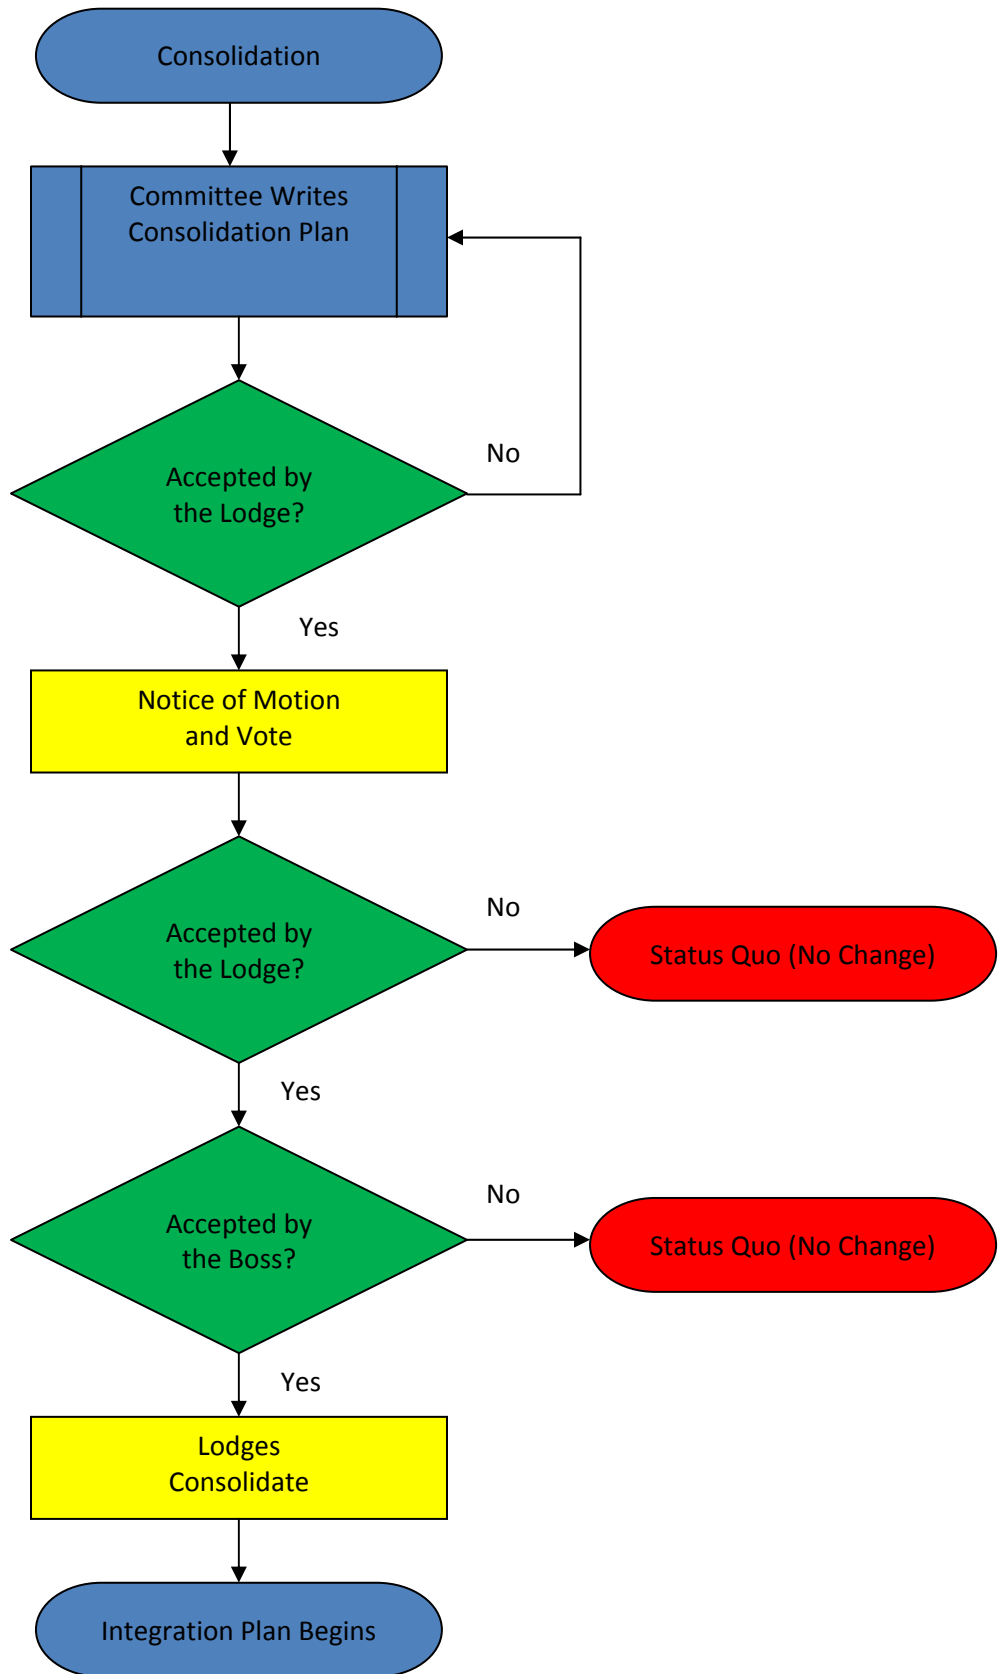 Consolidation
Committee Writes
Consolidation Plan
No
Accepted by
the Lodge?
Yes
Notice of Motion
and Vote
No
Accepted by
the Lodge?
Status Quo (No Change)
Yes
No
Accepted by
the Boss?
Status Quo (No Change)
Yes
Lodges
Consolidate
Integration Plan Begins